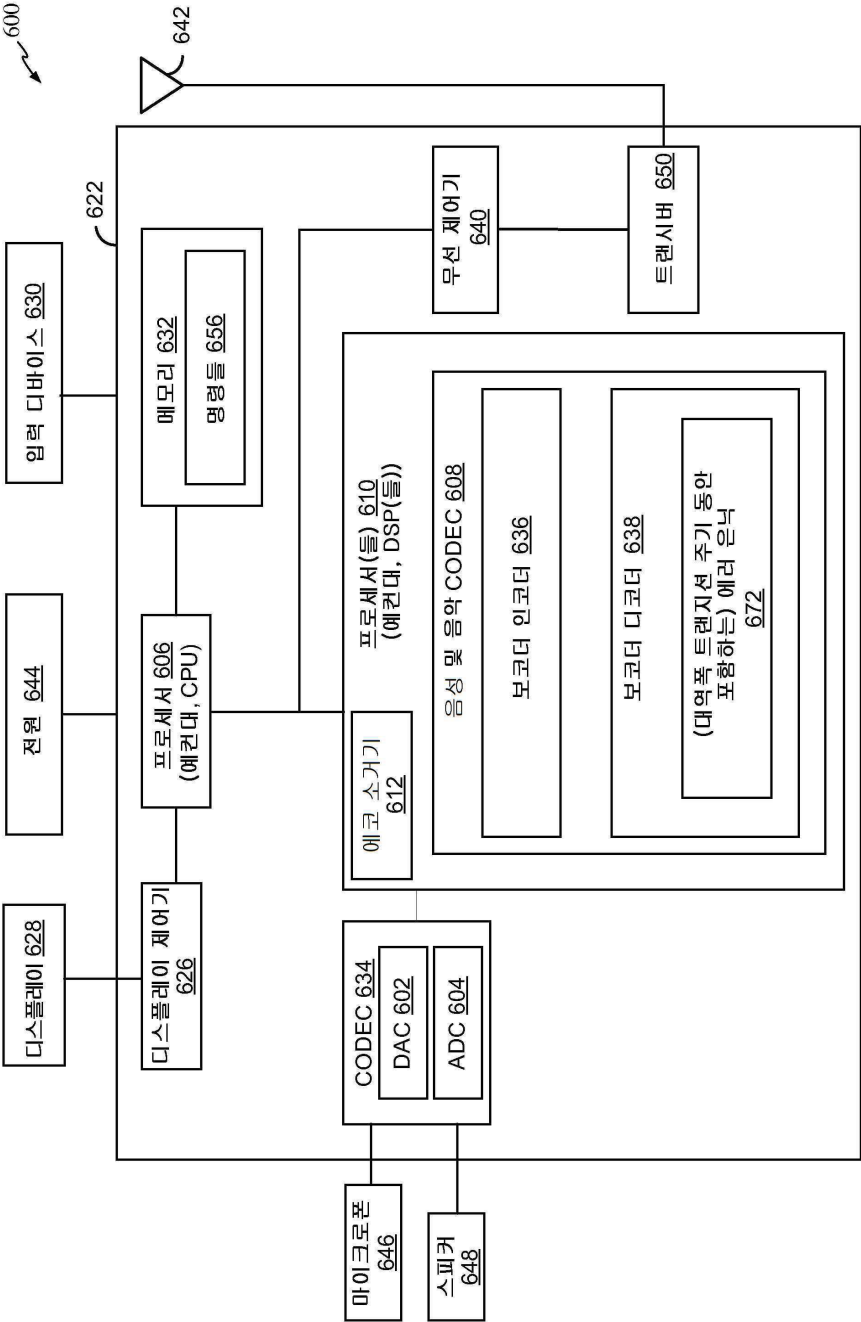 600
디스플레이 628
전원 644
입력 디바이스 630
622
642
디스플레이 제어기
626
프로세서 606
(예컨대, CPU)
메모리 632
명령들 656
마이크로폰
646
스피커
648
CODEC 634
DAC 602
ADC 604
에코 소거기
612
프로세서(들) 610
(예컨대, DSP(들))
음성 및 음악 CODEC 608
보코더 인코더 636
보코더 디코더 638
(대역폭 트랜지션 주기 동안
포함하는) 에러 은닉
672
무선 제어기
640
트랜시버 650